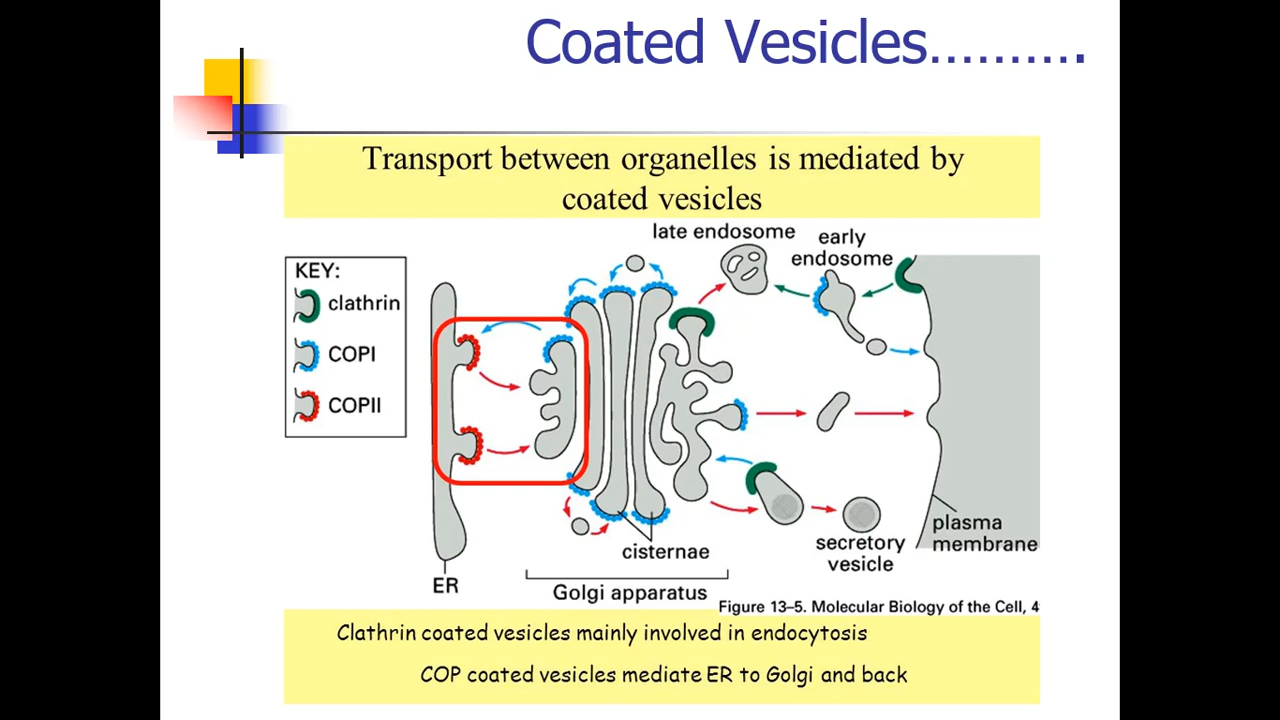 Coated Vesicles……….
Transport between organelles is mediated by
coated vesicles
late endosome
early
endosome
KEY:
clathrin
COPI
COPII
cisternae
secretory
vesicle
plasma
membrane
ER
Golgi apparatus
Figure 13–5. Molecular Biology of the Cell, 4
Clathrin coated vesicles mainly involved in endocytosis
COP coated vesicles mediate ER to Golgi and back